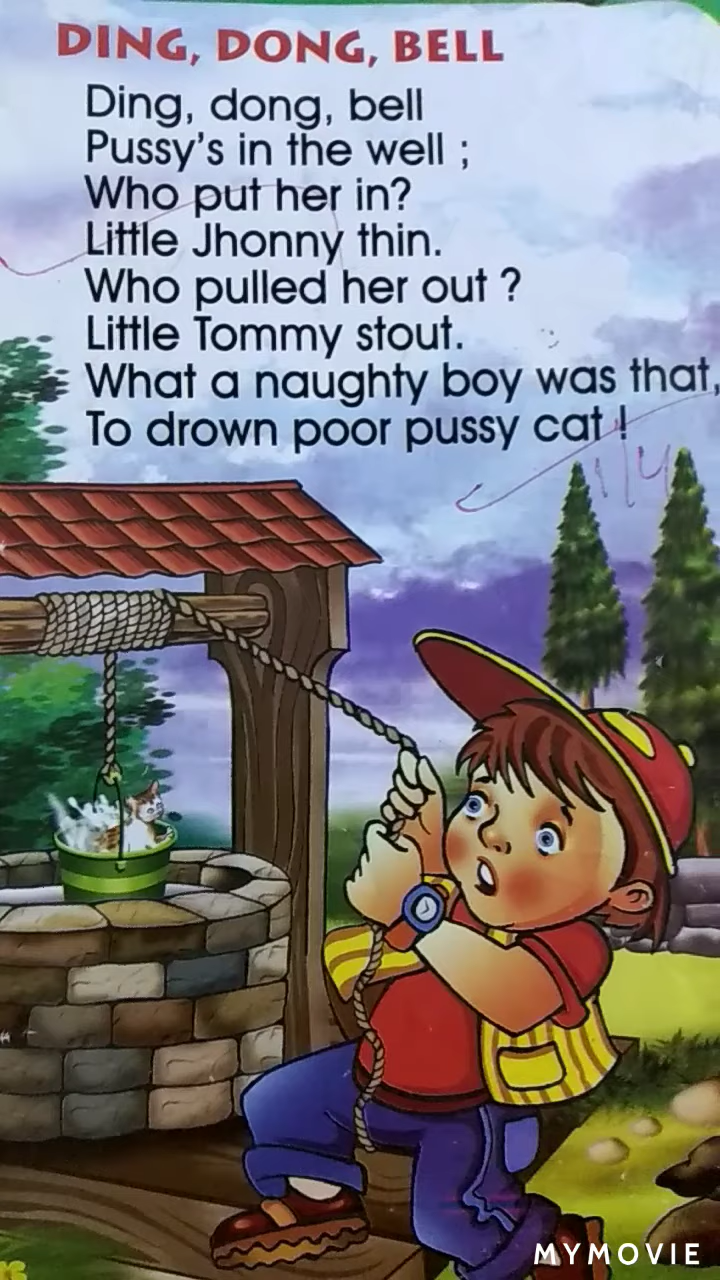 DING, DONG, BELL
Ding, dong, bell
Pussy's in the well ;
Who put her in?
Little Jhonny thin.
Who pulled her out ?
Little Tommy stout.
What a naughty boy was that,
To drown poor pussy cat !
MYMOVIE